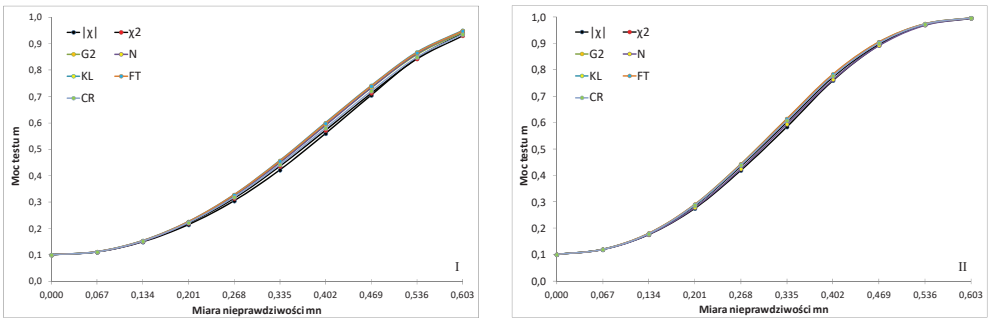 1,0
0,9
0,8
0,7
0,6
0,5
0,4
0,3
0,2
0,1
0,0
Moc testu m
|χ| χ2
G2 N
KL FT
CR
I
0,000 0,067 0,134 0,201 0,268 0,335 0,402 0,469 0,536 0,603
Miara nieprawdziwości mn
1,0
0,9
0,8
0,7
0,6
0,5
0,4
0,3
0,2
0,1
0,0
Moc testu m
|χ| χ2
G2 N
KL FT
CR
II
0,000 0,067 0,134 0,201 0,268 0,335 0,402 0,469 0,536 0,603
Miara nieprawdziwości mn